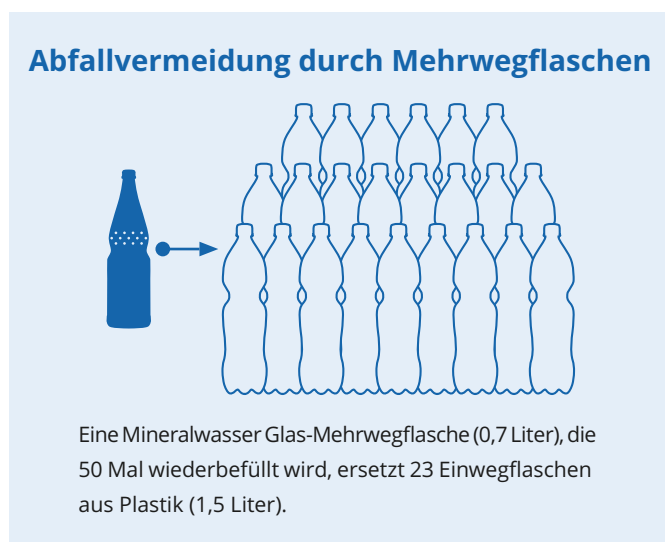 Abfallvermeidung durch Mehrwegflaschen
Eine Mineralwasser Glas-Mehrwegflasche (0,7 Liter), die
50 Mal wiederbefüllt wird, ersetzt 23 Einwegflaschen
aus Plastik (1,5 Liter).